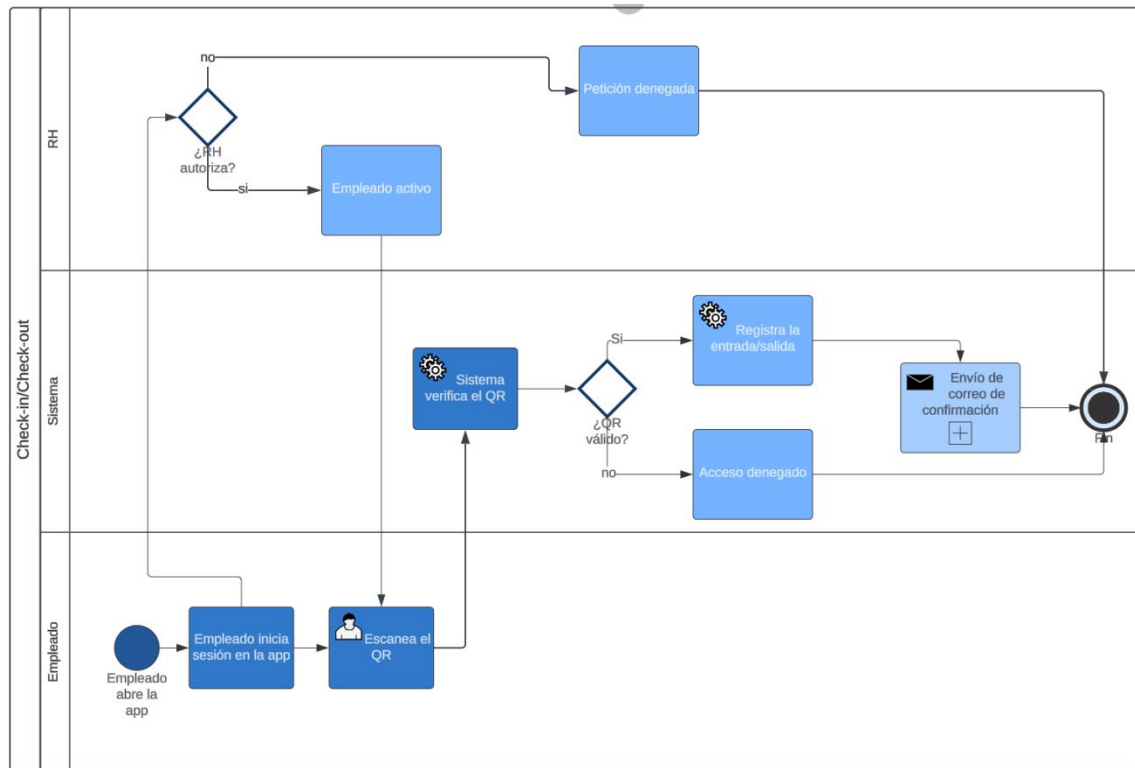 Check-in/Check-out
RH
no
¿RH
autoriza?
si
Empleado activo
Petición denegada
Sistema
Sistema
verifica el QR
¿QR
válido?
Si
Registra la
entrada/salida
no
Acceso denegado
Envío de
correo de
confirmación
Fin
Empleado
Empleado
abre la
app
Empleado inicia
sesión en la app
Escanea el
QR